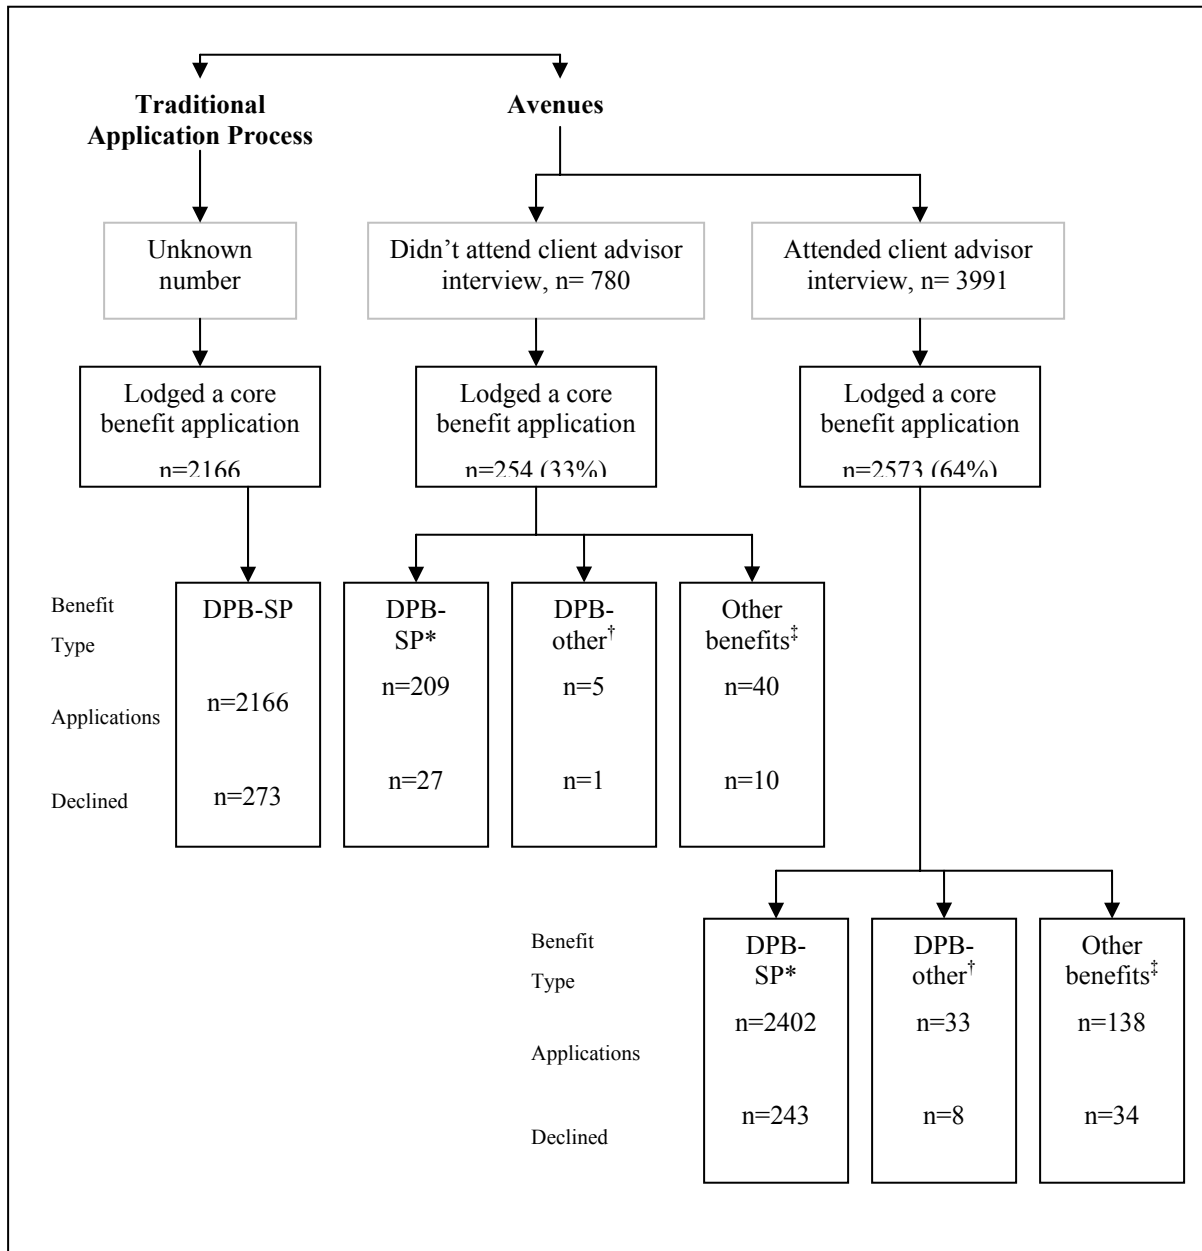 Traditional
Application Process
Avenues
Unknown
number
Didn't attend client advisor
interview, n= 780
Attended client advisor
interview, n= 3991
Lodged a core
benefit application
n=2166
Lodged a core
benefit application
n=254 (33%)
Lodged a core
benefit application
n=2573 (64%)
Benefit
Type
Applications
Declined
DPB-SP
n=2166
n=273
DPB-
SP*
n=209
n=27
DPB-
other†
n=5
n=1
Other
benefits‡
n=40
n=10
Benefit
Type
Applications
Declined
DPB-
SP*
n=2402
n=243
DPB-
other†
n=33
n=8
Other
benefits‡
n=138
n=34